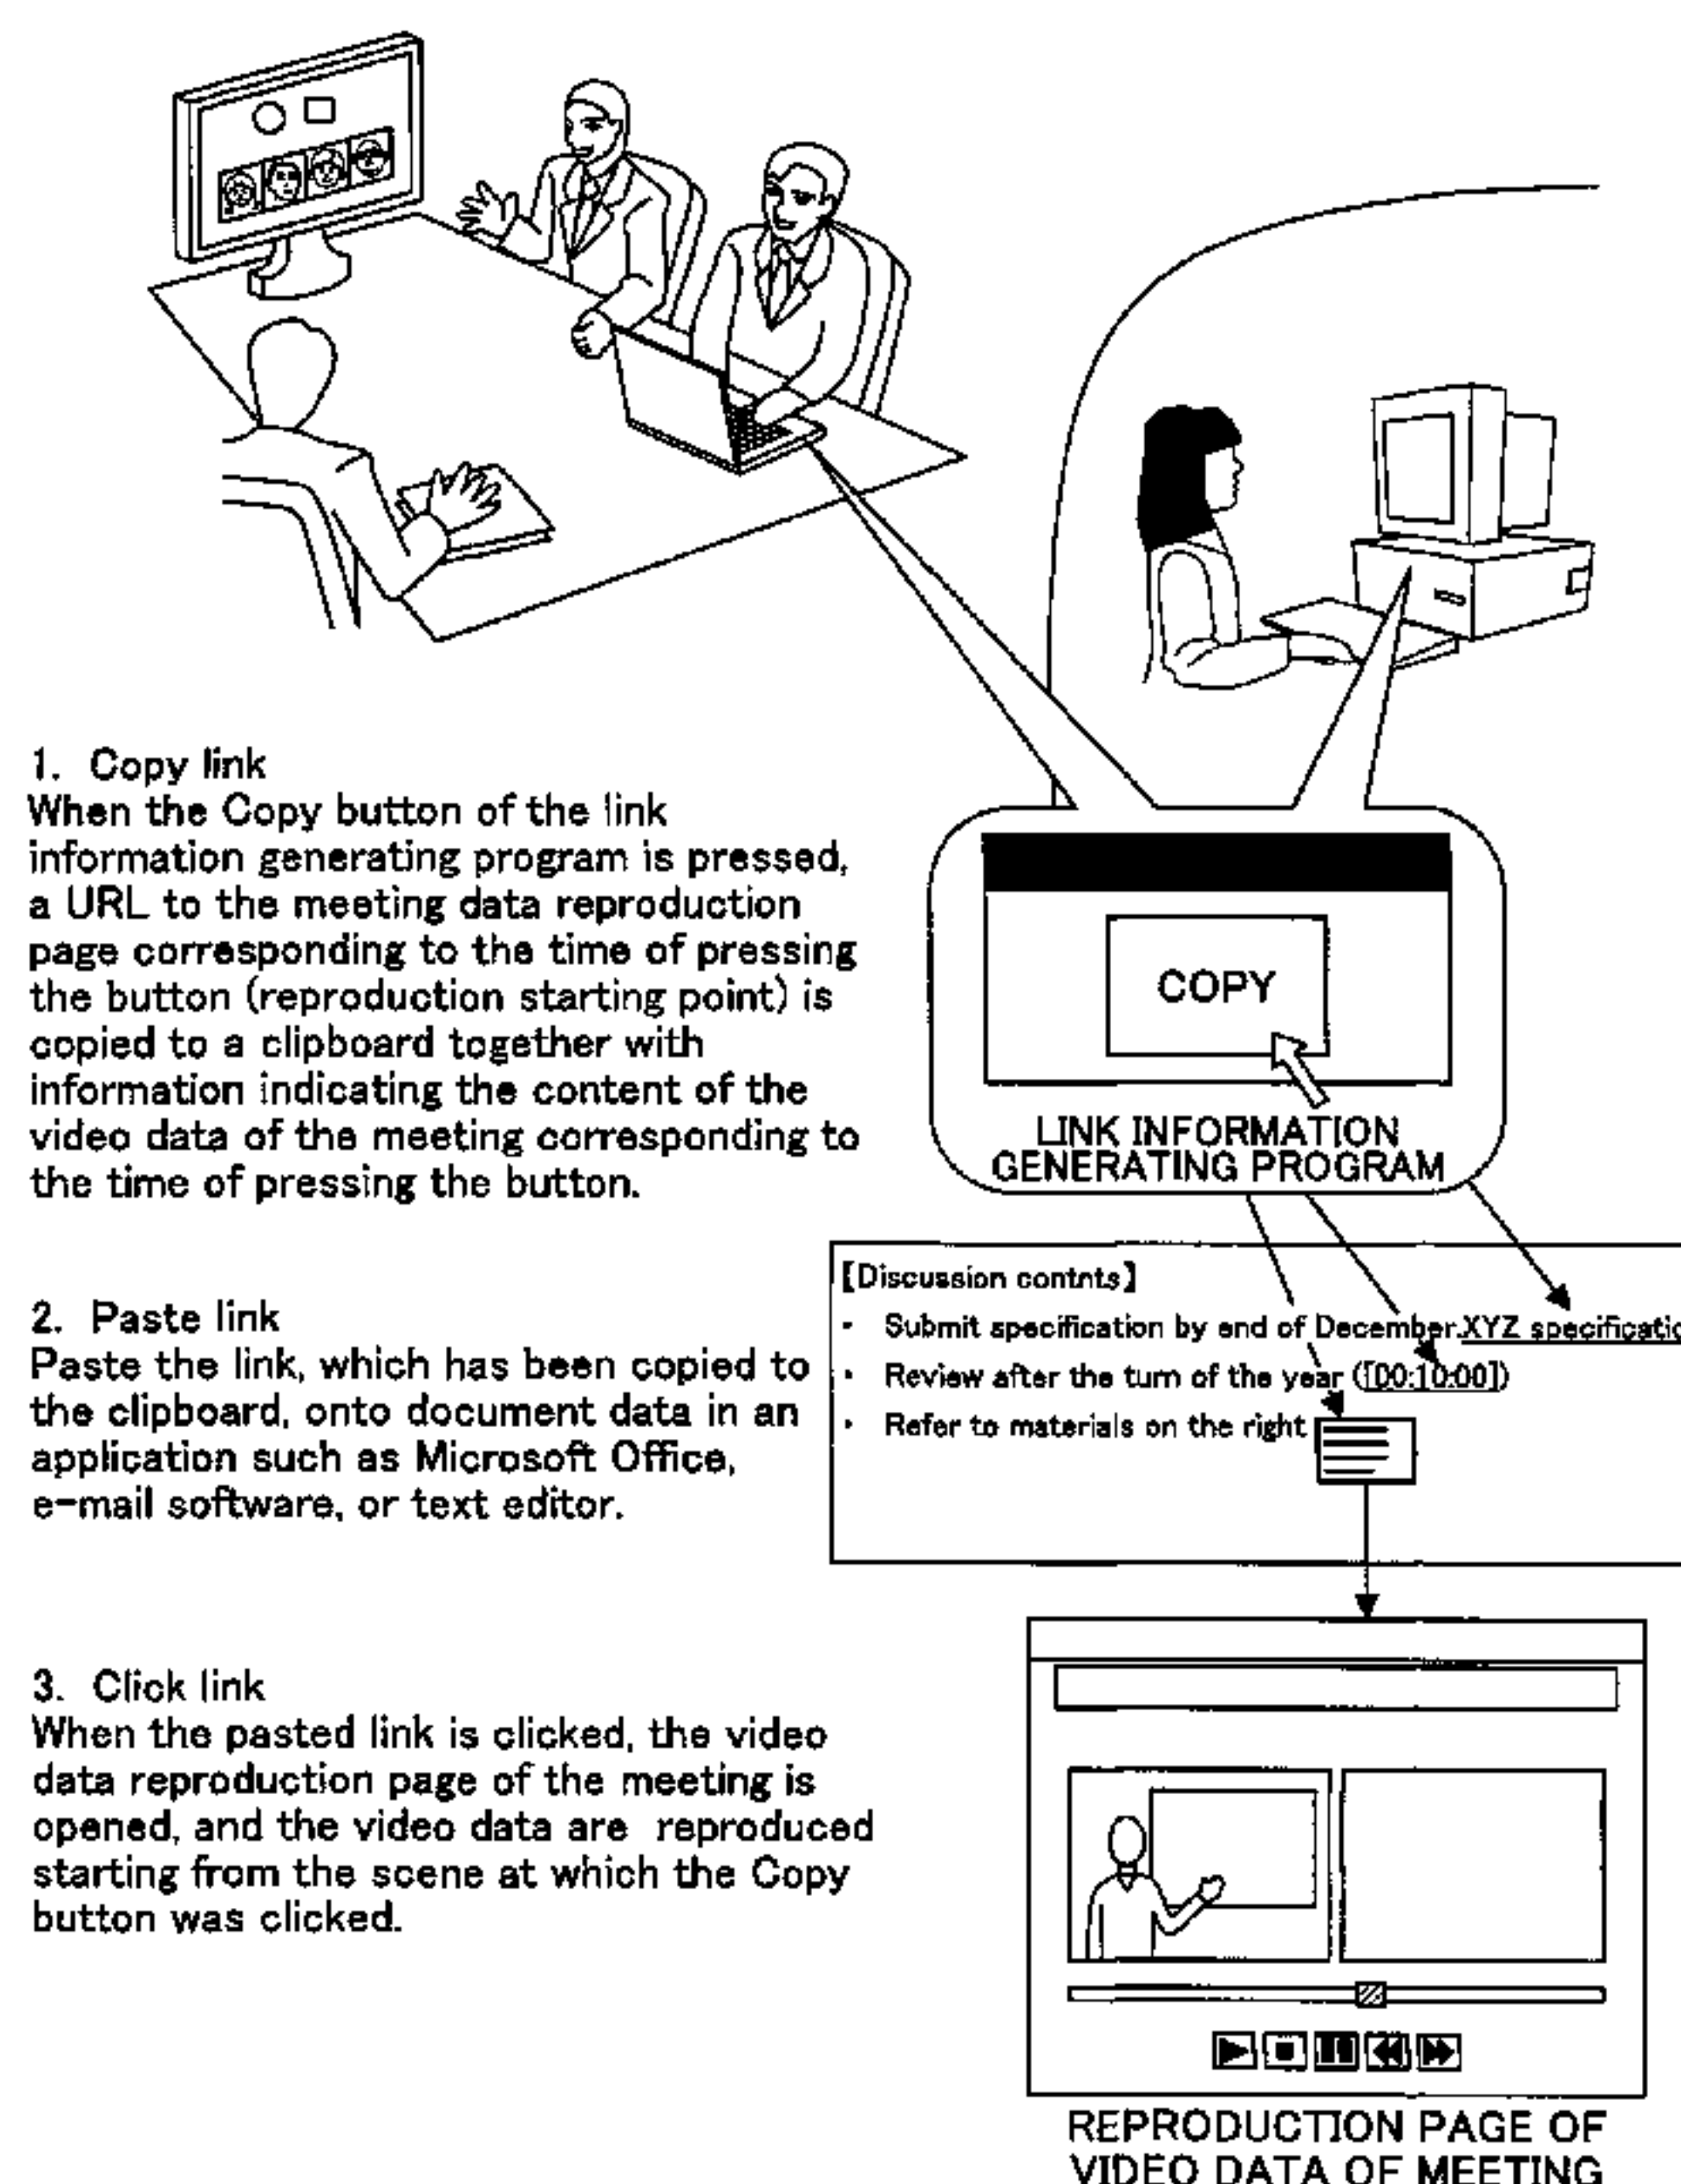 1. Copy link
When the Copy button of the link
information generating program is pressed,
a URL to the meeting data reproduction
page corresponding to the time of pressing
the button (reproduction starting point) is
copied to a clipboard together with
information indicating the content of the
video data of the meeting corresponding to
the time of pressing the button.
COPY
LINK INFORMATION
GENERATING PROGRAM
2. Paste link
Paste the link, which has been copied to
the clipboard, onto document data in an
application such as Microsoft Office,
e-mail software, or text editor.
【Discussion contnts】
- Submit specification by end of December.XYZ specificatio
- Review after the turn of the year ([00:10:00])
- Refer to materials on the right
3. Click link
When the pasted link is clicked, the video
data reproduction page of the meeting is
opened, and the video data are reproduced
starting from the scene at which the Copy
button was clicked.
REPRODUCTION PAGE OF
VIDEO DATA OF MEETING